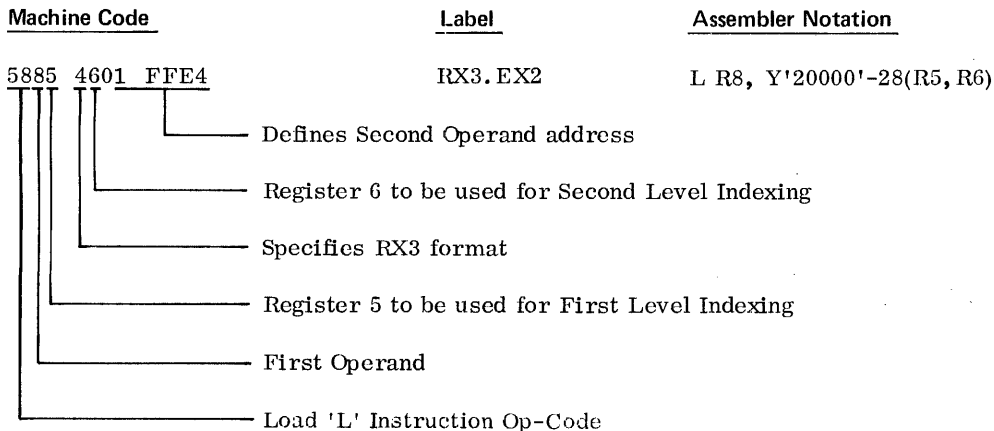 Machine Code Label Assembler Notation
5885 4601 FFE4 RX3.EX2 L R8, Y'20000'-28(R5, R6)
Defines Second Operand address
Register 6 to be used for Second Level Indexing
Specifies RX3 format
Register 5 to be used for First Level Indexing
First Operand
Load 'L' Instruction Op-Code